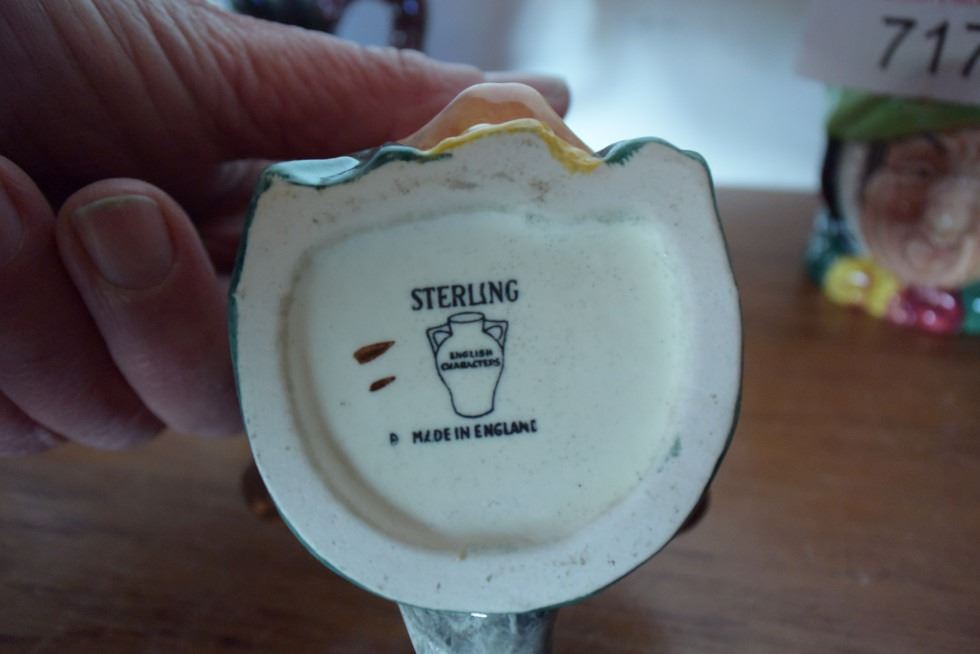 717
STERLING
ENGLISH
CHARACTERS
MADE IN ENGLAND